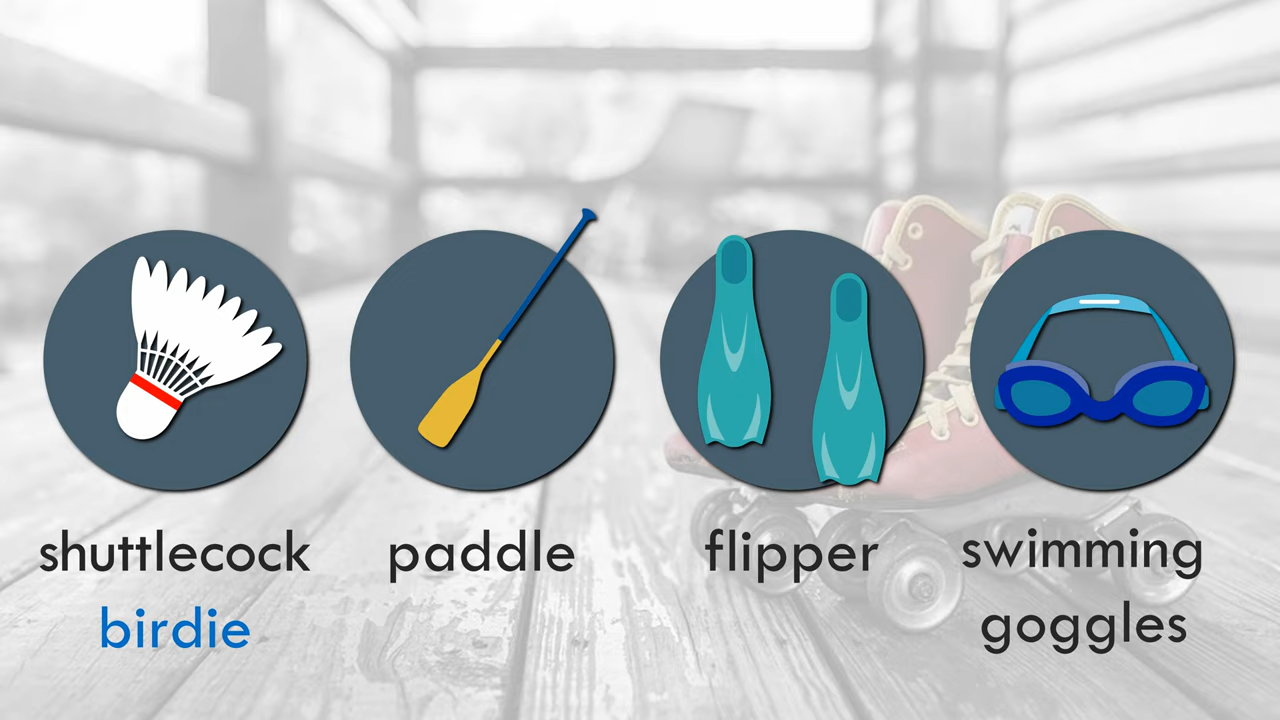 shuttlecock
birdie
paddle
flipper
swimming
goggles